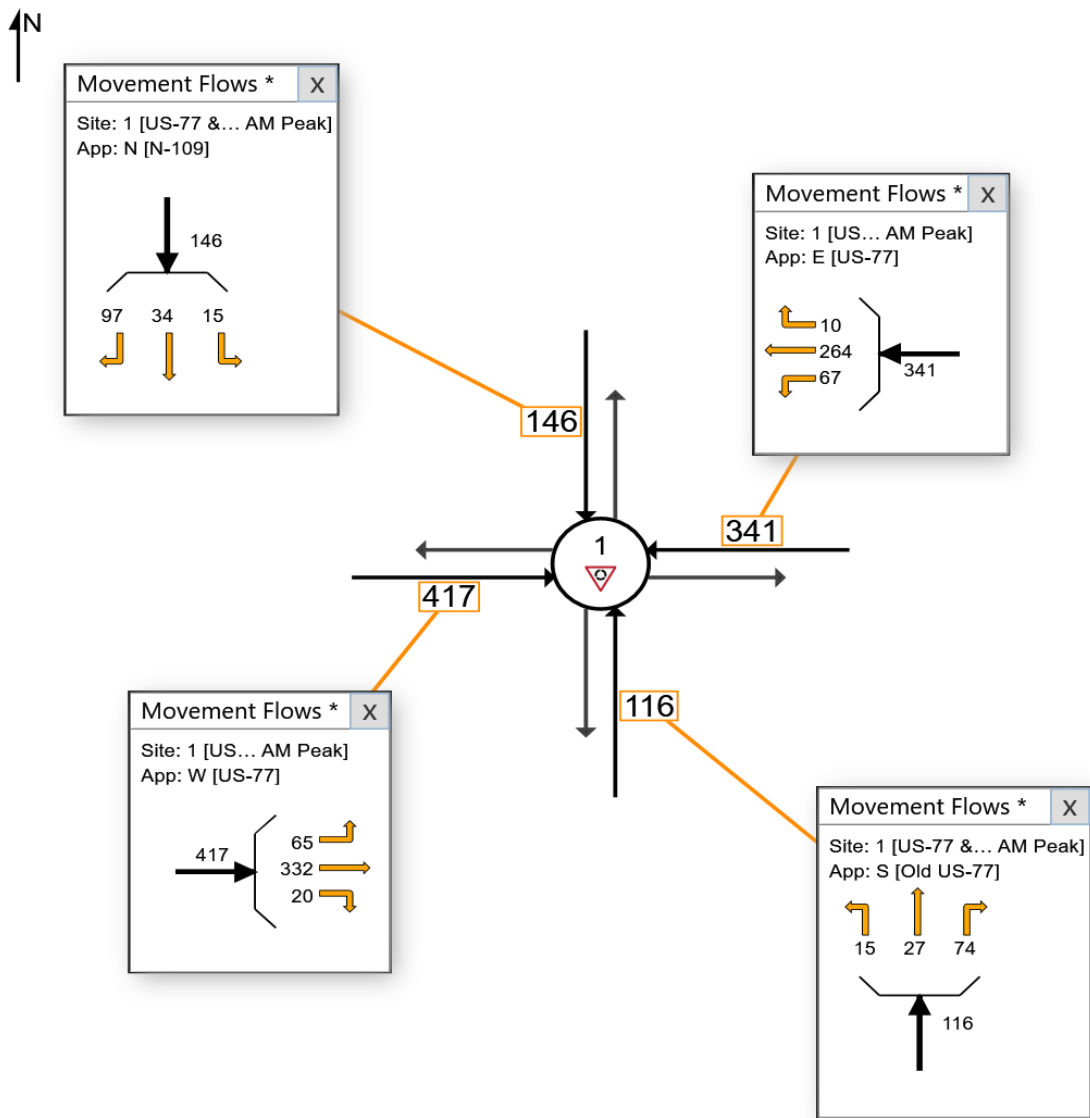 N
Movement Flows * X
Site: 1 [US-77 &... AM Peak]
App: N [N-109]
146
97 34 15
Movement Flows * X
Site: 1 [US... AM Peak]
App: E [US-77]
10
264
67
341
146
341
1
417
116
Movement Flows * X
Site: 1 [US... AM Peak]
App: W [US-77]
417
65
332
20
Movement Flows * X
Site: 1 [US-77 &... AM Peak]
App: S [Old US-77]
15 27 74
116